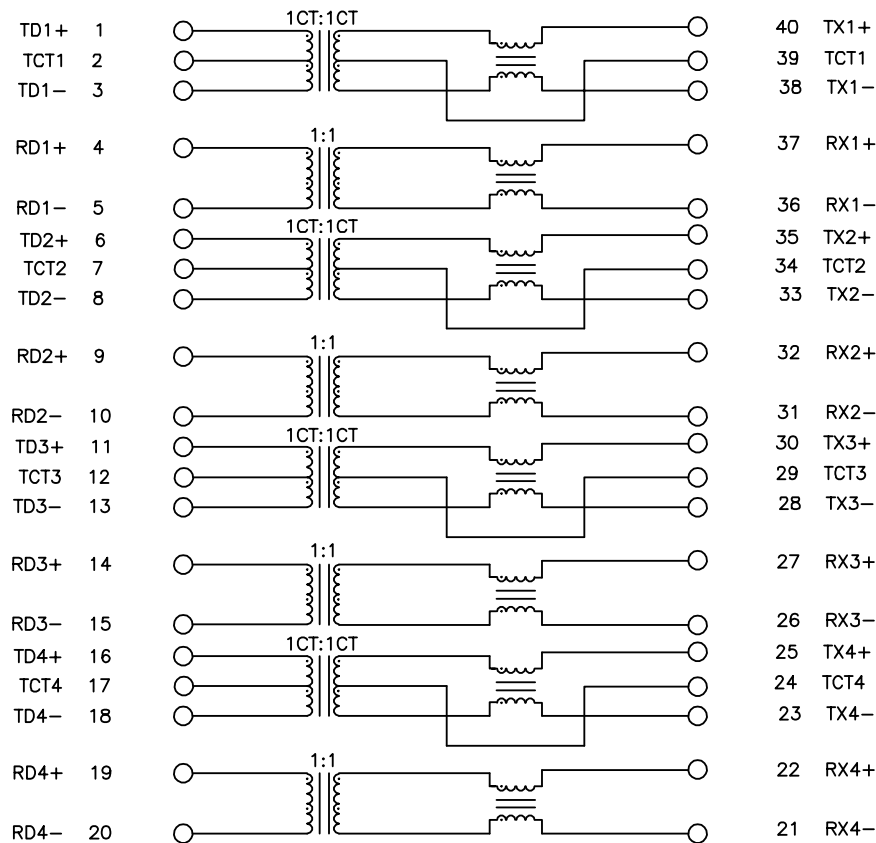 1CT:1CT
TD1+ 1 40 TX1+
TCT1 2 39 TCT1
TD1− 3 38 TX1−
1:1
RD1+ 4 37 RX1+
RD1− 5 36 RX1−
1CT:1CT
TD2+ 6 35 TX2+
TCT2 7 34 TCT2
TD2− 8 33 TX2−
1:1
RD2+ 9 32 RX2+
RD2− 10 31 RX2−
1CT:1CT
TD3+ 11 30 TX3+
TCT3 12 29 TCT3
TD3− 13 28 TX3−
1:1
RD3+ 14 27 RX3+
RD3− 15 26 RX3−
1CT:1CT
TD4+ 16 25 TX4+
TCT4 17 24 TCT4
TD4− 18 23 TX4−
1:1
RD4+ 19 22 RX4+
RD4− 20 21 RX4−